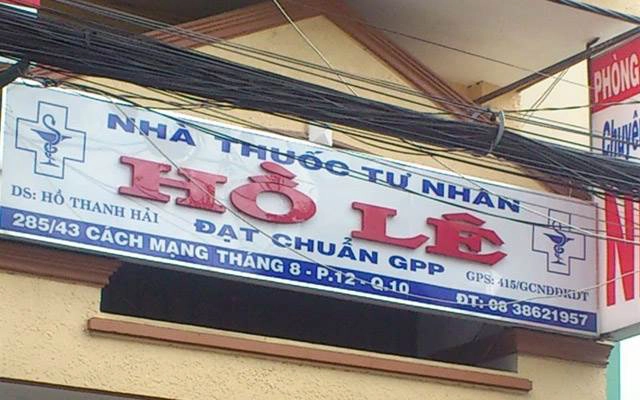 NHÀ THUỐC TƯ NHÂN
HỒ LÊ
DS: HỒ THANH HẢI
ĐẠT CHUẨN GPP
GPS: 415/GCNDĐKDT
285/43 CÁCH MẠNG THÁNG 8 - P.12 - Q.10
ĐT: 08 38621957
PHÒNG
Chuyên